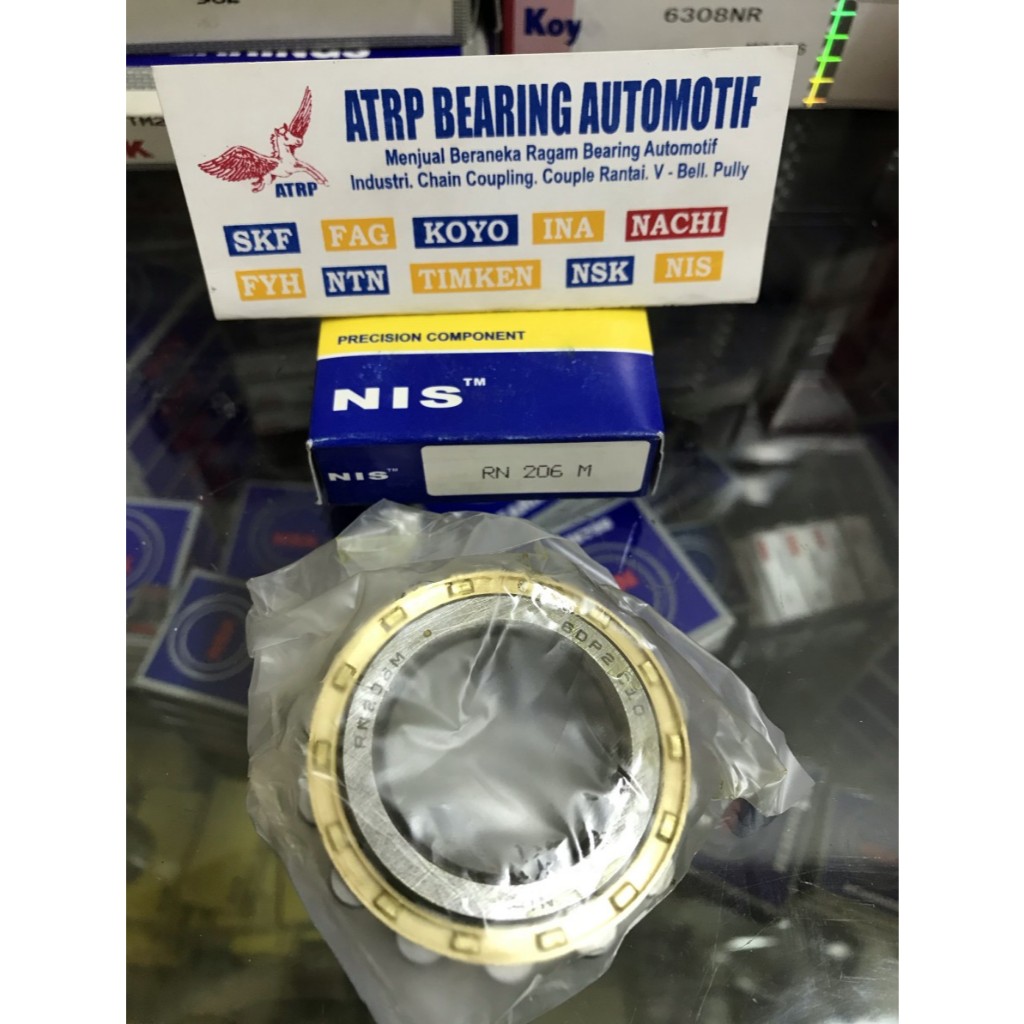 Koy
6308NR
ATRP BEARING AUTOMOTIF
Menjual Beraneka Ragam Bearing Automotif
Industri. Chain Coupling. Couple Rantai. V - Bell. Pully
ATRP
SKF FAG KOYO INA NACHI
FYH NTN TIMKEN NSK NIS
PRECISION COMPONENT
NIS™
NIS™ RN 206 M
RN206M